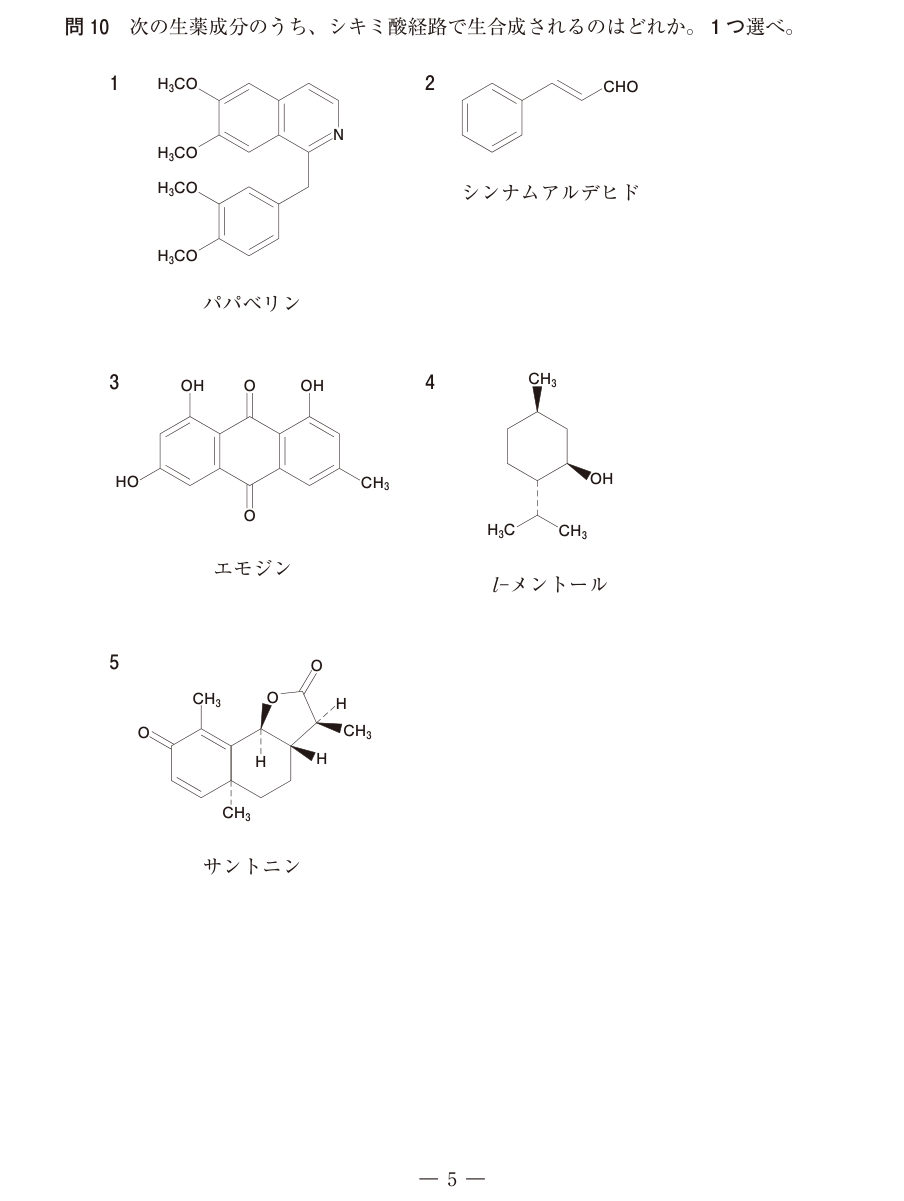 問 10　次の生薬成分のうち、シキミ酸経路で生合成されるのはどれか。1つ選べ。
1
H₃CO
H₃CO
N
H₃CO
H₃CO
パパベリン
2
CHO
シンナムアルデヒド
3
OH O OH
HO
O
CH₃
エモジン
4
CH₃
OH
H₃C CH₃
l-メントール
5
O
CH₃ O H
O CH₃
H H
CH₃
サントニン
— 5 —